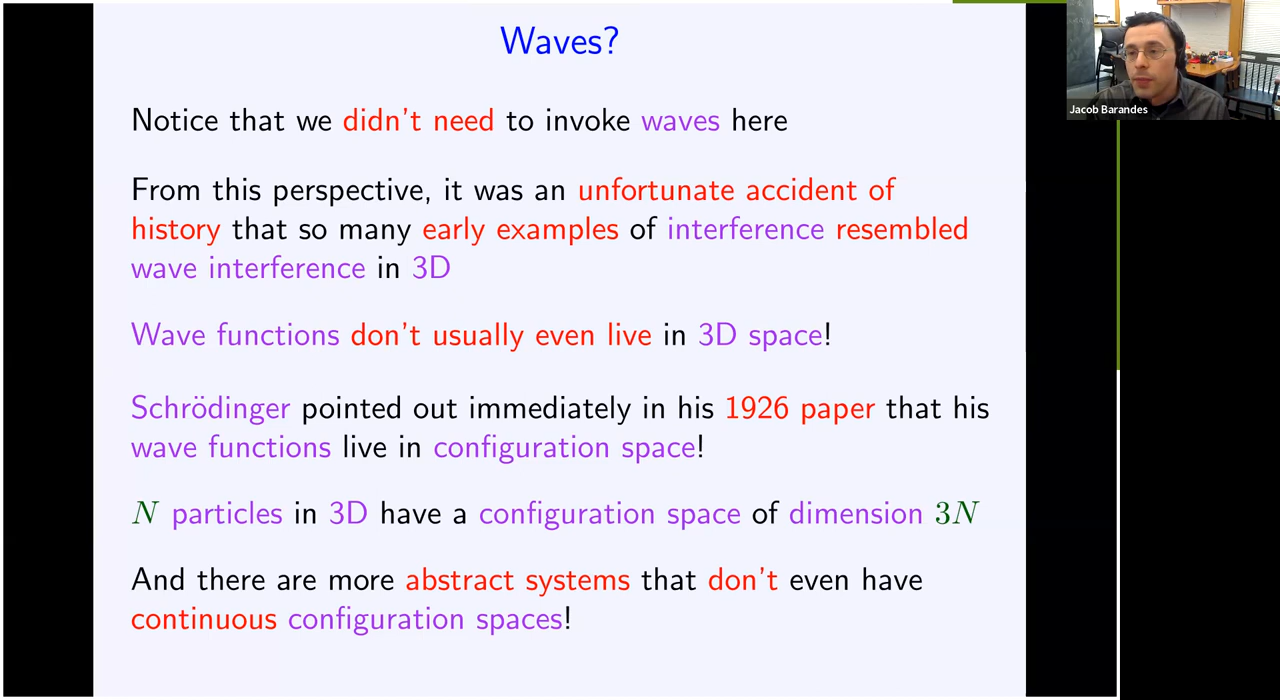 Waves?
Notice that we didn't need to invoke waves here
From this perspective, it was an unfortunate accident of
history that so many early examples of interference resembled
wave interference in 3D
Wave functions don't usually even live in 3D space!
Schrödinger pointed out immediately in his 1926 paper that his
wave functions live in configuration space!
N particles in 3D have a configuration space of dimension 3N
And there are more abstract systems that don't even have
continuous configuration spaces!
Jacob Barandes